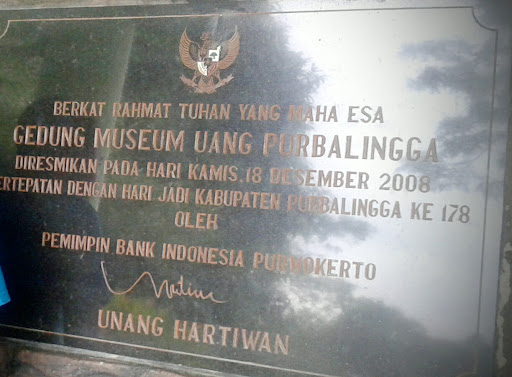 BERKAT RAHMAT TUHAN YANG MAHA ESA
GEDUNG MUSEUM UANG PURBALINGGA
DIRESMIKAN PADA HARI KAMIS, 18 DESEMBER 2008
ERTEPATAN DENGAN HARI JADI KABUPATEN PURBALINGGA KE 178
OLEH
PEMIMPIN BANK INDONESIA PURWOKERTO
UNANG HARTIWAN